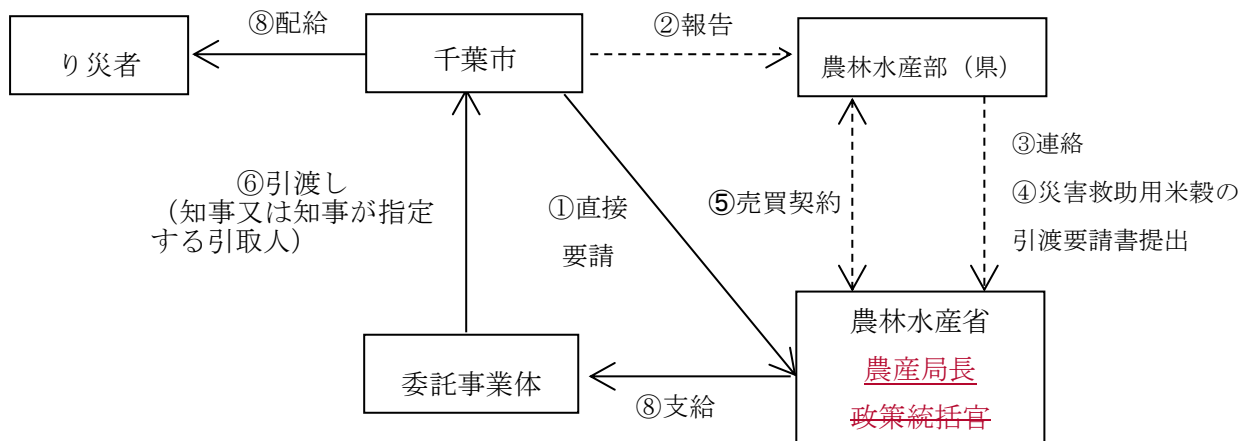 ⑧配給
②報告
り災者
千葉市
農林水産部（県）
③連絡
⑥引渡し
（知事又は知事が指定
する引取人）
①直接
要請
⑤売買契約
④災害救助用米穀の
引渡要請書提出
農林水産省
農産局長
政策統括官
委託事業体
⑧支給